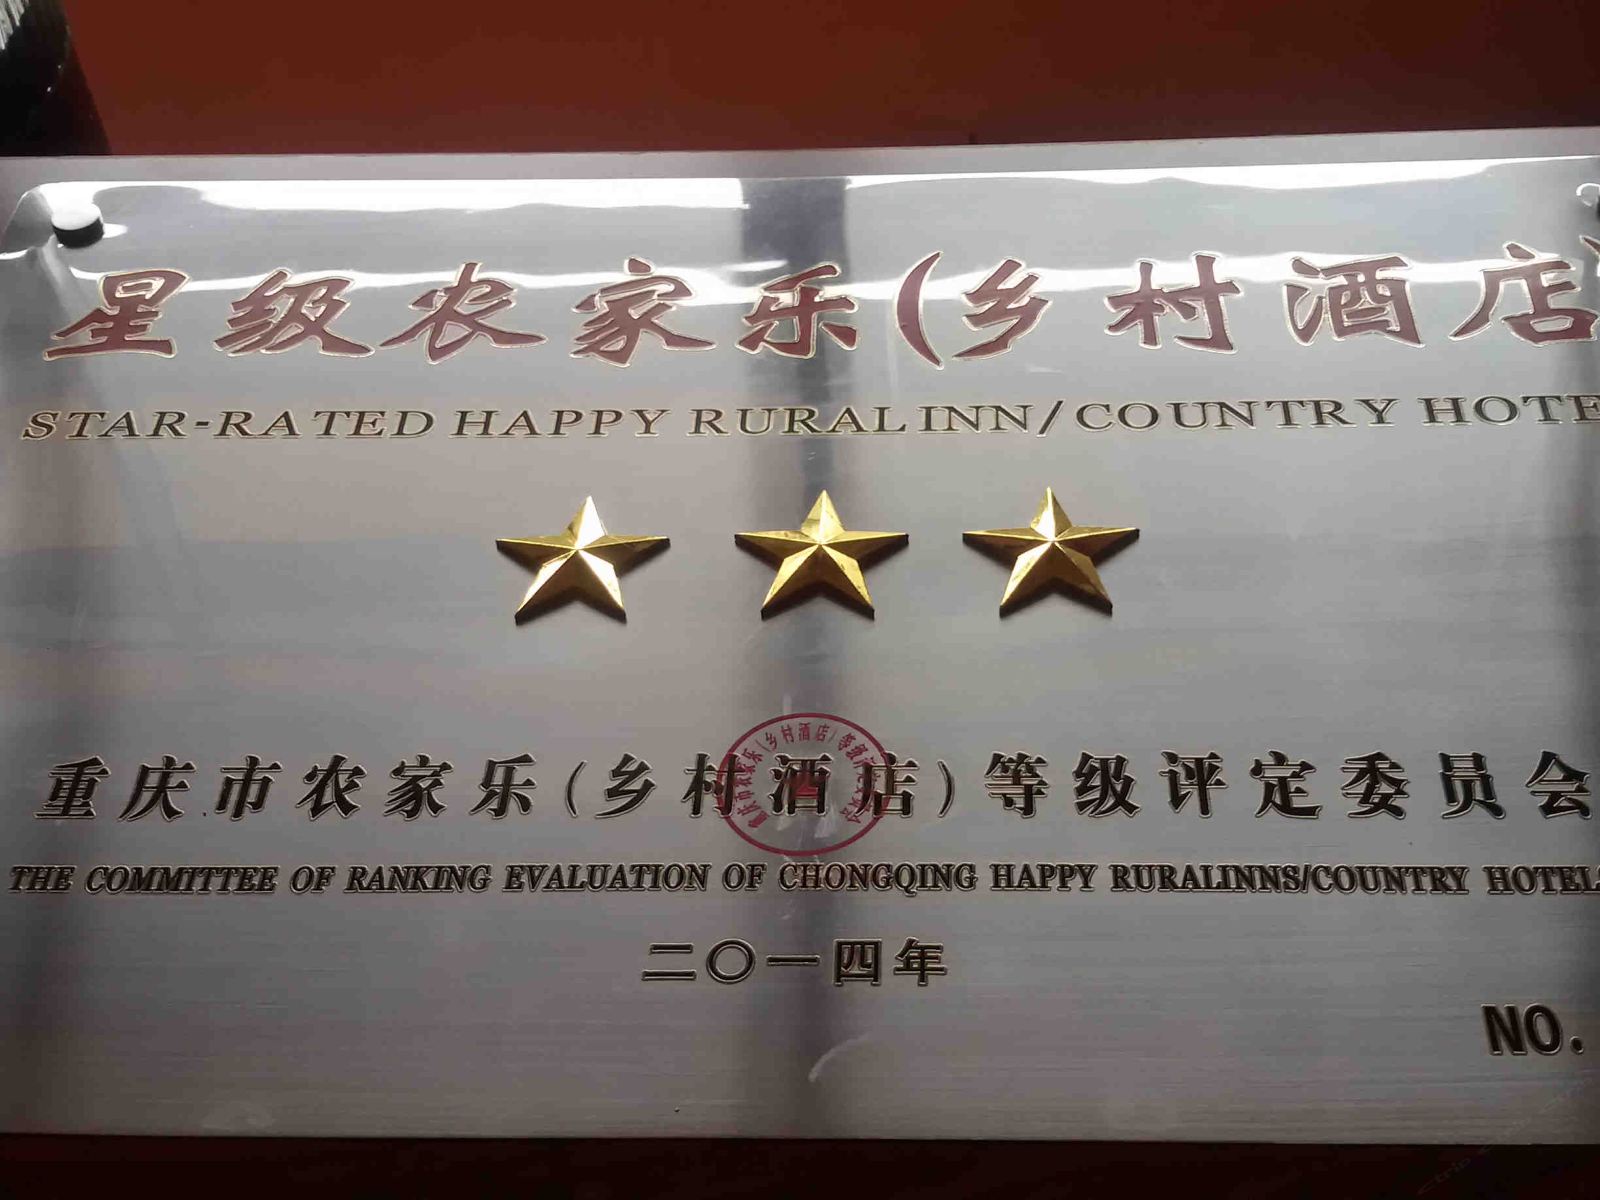 星级农家乐(乡村酒店)
STAR-RATED HAPPY RURAL INN/COUNTRY HOTE
重庆市农家乐(乡村酒店)等级评定委员会
THE COMMITTEE OF RANKING EVALUATION OF CHONGQING HAPPY RURALINNS/COUNTRY HOTELS
二〇一四年
NO.